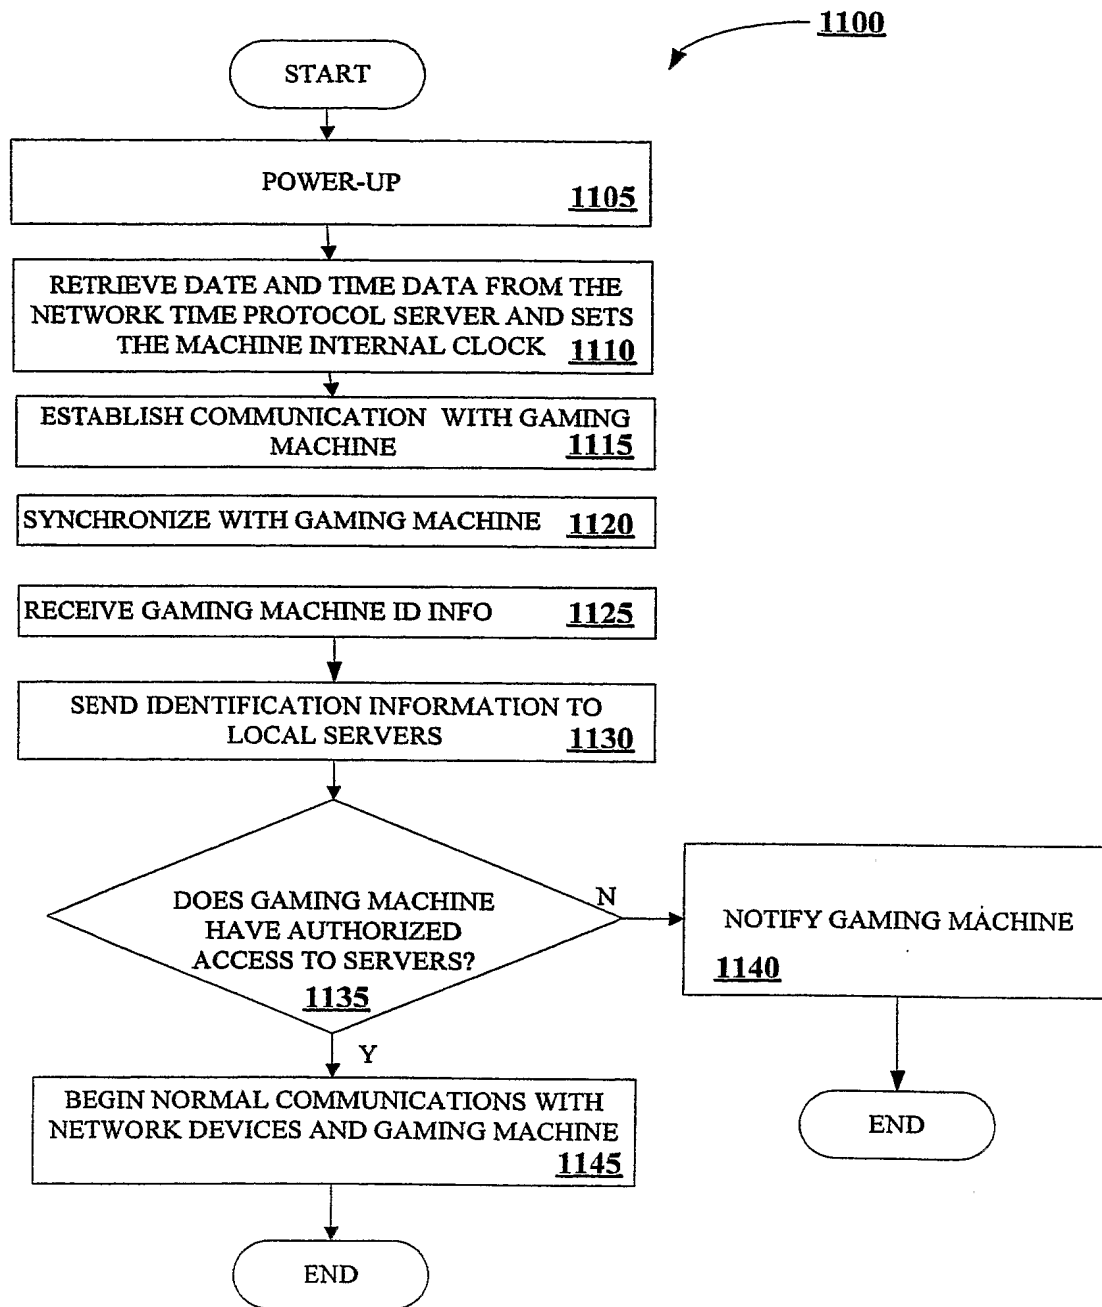 1100
START
POWER-UP
1105
RETRIEVE DATE AND TIME DATA FROM THE
NETWORK TIME PROTOCOL SERVER AND SETS
THE MACHINE INTERNAL CLOCK 1110
ESTABLISH COMMUNICATION WITH GAMING
MACHINE 1115
SYNCHRONIZE WITH GAMING MACHINE 1120
RECEIVE GAMING MACHINE ID INFO 1125
SEND IDENTIFICATION INFORMATION TO
LOCAL SERVERS 1130
DOES GAMING MACHINE
HAVE AUTHORIZED
ACCESS TO SERVERS?
1135
N
NOTIFY GAMING MACHINE
1140
END
Y
BEGIN NORMAL COMMUNICATIONS WITH
NETWORK DEVICES AND GAMING MACHINE
1145
END